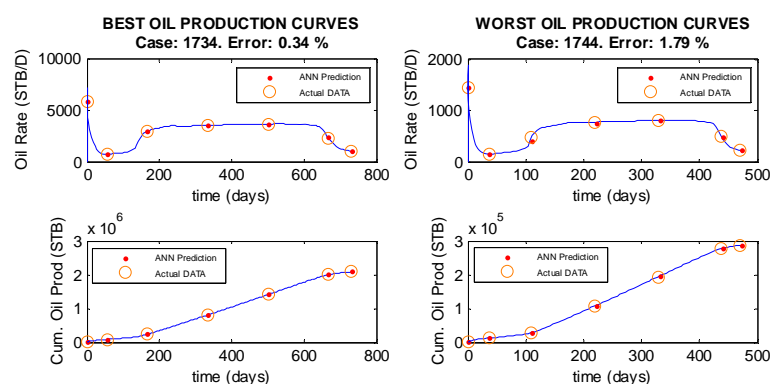 BEST OIL PRODUCTION CURVES
Case: 1734. Error: 0.34 %
Oil Rate (STB/D)
10000
5000
0
ANN Prediction
Actual DATA
0 200 400 600 800
time (days)
WORST OIL PRODUCTION CURVES
Case: 1744. Error: 1.79 %
Oil Rate (STB/D)
2000
1000
0
ANN Prediction
Actual DATA
0 100 200 300 400 500
time (days)
x 10^6
Cum. Oil Prod (STB)
3
2
1
0
ANN Prediction
Actual DATA
0 200 400 600 800
time (days)
x 10^5
Cum. Oil Prod (STB)
3
2
1
0
ANN Prediction
Actual DATA
0 100 200 300 400 500
time (days)